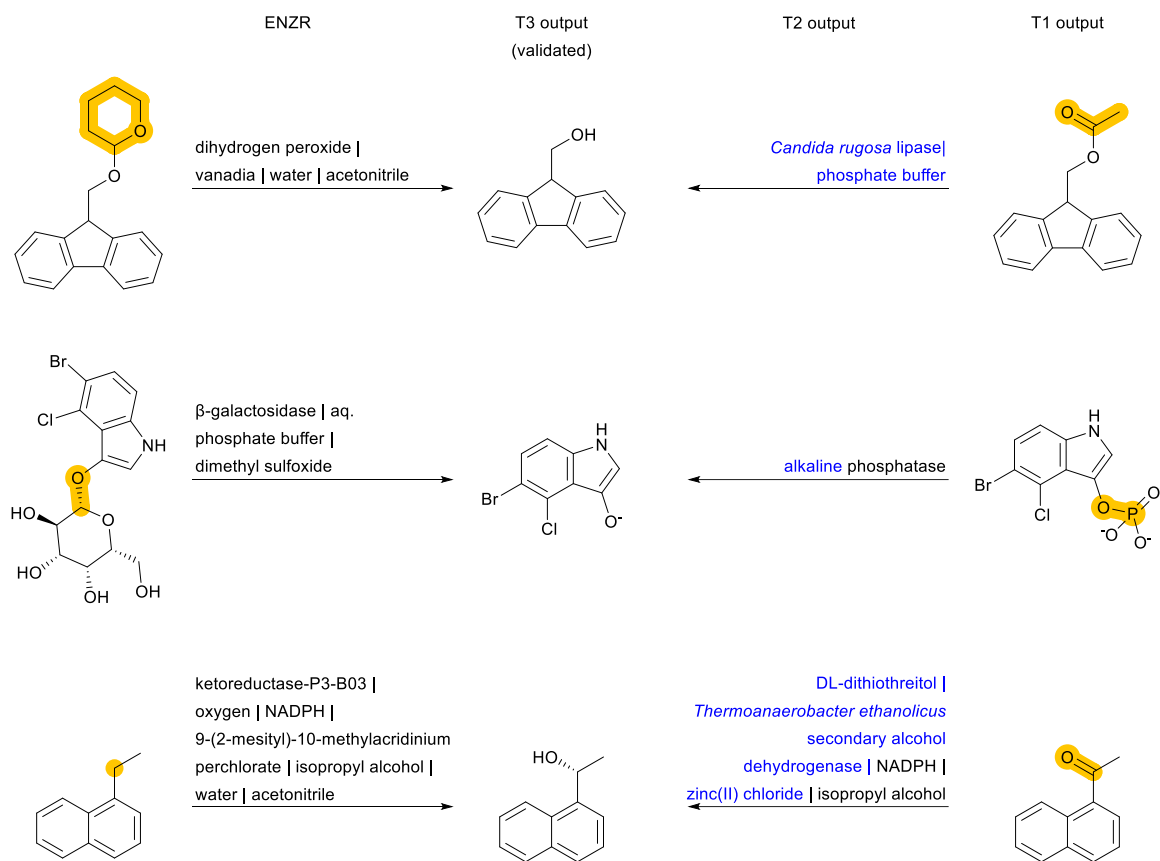 ENZR
T3 output
(validated)
T2 output
T1 output
O
O
dihydrogen peroxide |
vanadia | water | acetonitrile
OH
Candida rugosa lipase|
phosphate buffer
O
O
Br
Cl
NH
O
HO
O
HO
OH
OH
β-galactosidase | aq.
phosphate buffer |
dimethyl sulfoxide
H
N
Br
Cl
O-
alkaline phosphatase
H
N
Br
Cl
O
P
O
-O
O-
ketoreductase-P3-B03 |
oxygen | NADPH |
9-(2-mesityl)-10-methylacridinium
perchlorate | isopropyl alcohol |
water | acetonitrile
HO
DL-dithiothreitol |
Thermoanaerobacter ethanolicus
secondary alcohol
dehydrogenase | NADPH |
zinc(II) chloride | isopropyl alcohol
O